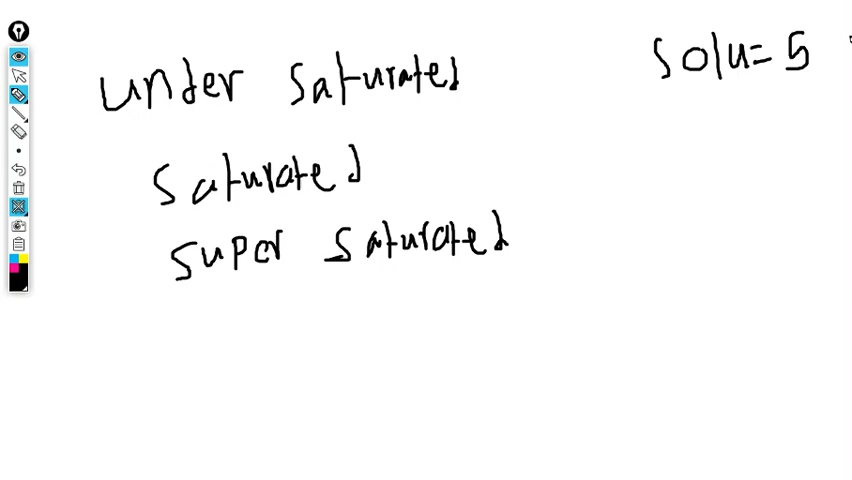 under saturated
solu= 5
saturated
super saturated